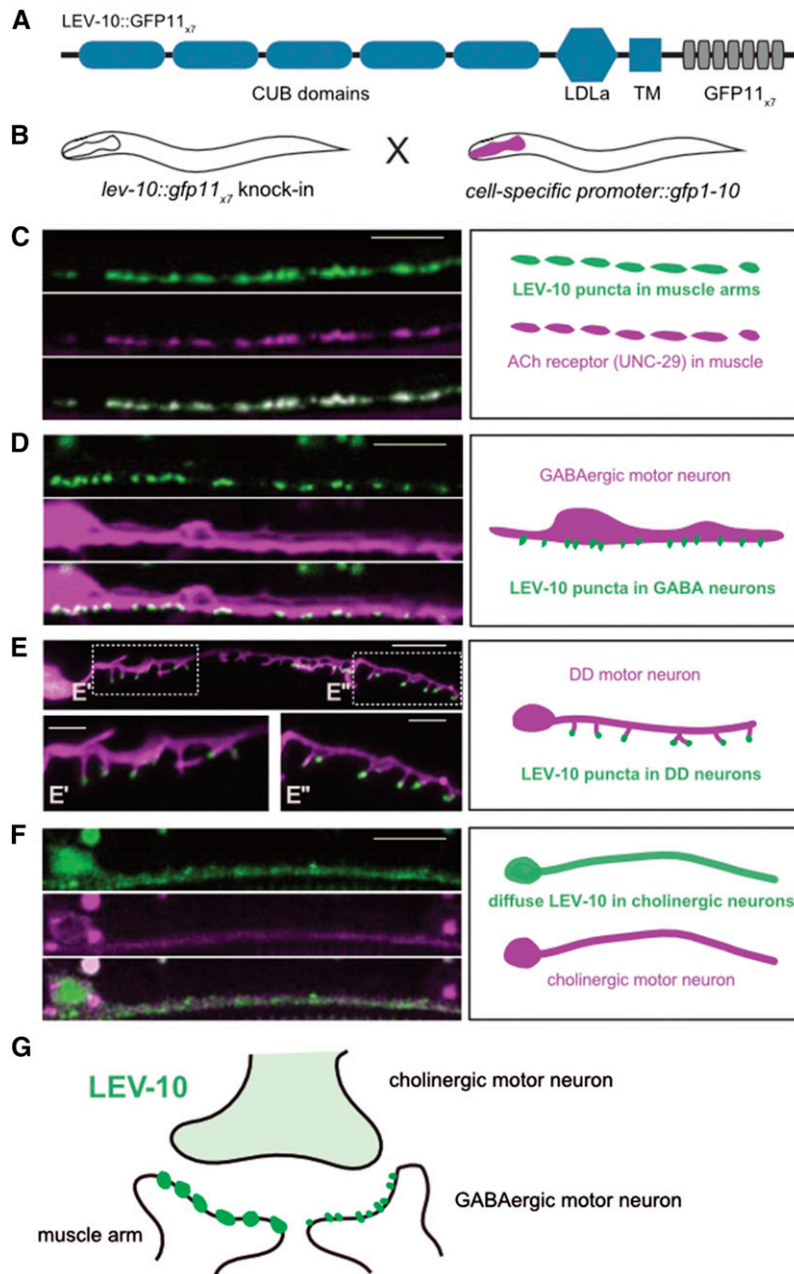 A
LEV-10::GFP11x7
CUB domains
LDLa
TM
GFP11x7
B
X
lev-10::gfp11x7 knock-in
cell-specific promoter::gfp1-10
C
LEV-10 puncta in muscle arms
ACh receptor (UNC-29) in muscle
D
GABAergic motor neuron
LEV-10 puncta in GABA neurons
E
E'
E"
DD motor neuron
E'
E"
LEV-10 puncta in DD neurons
F
diffuse LEV-10 in cholinergic neurons
cholinergic motor neuron
G
LEV-10
cholinergic motor neuron
GABAergic motor neuron
muscle arm